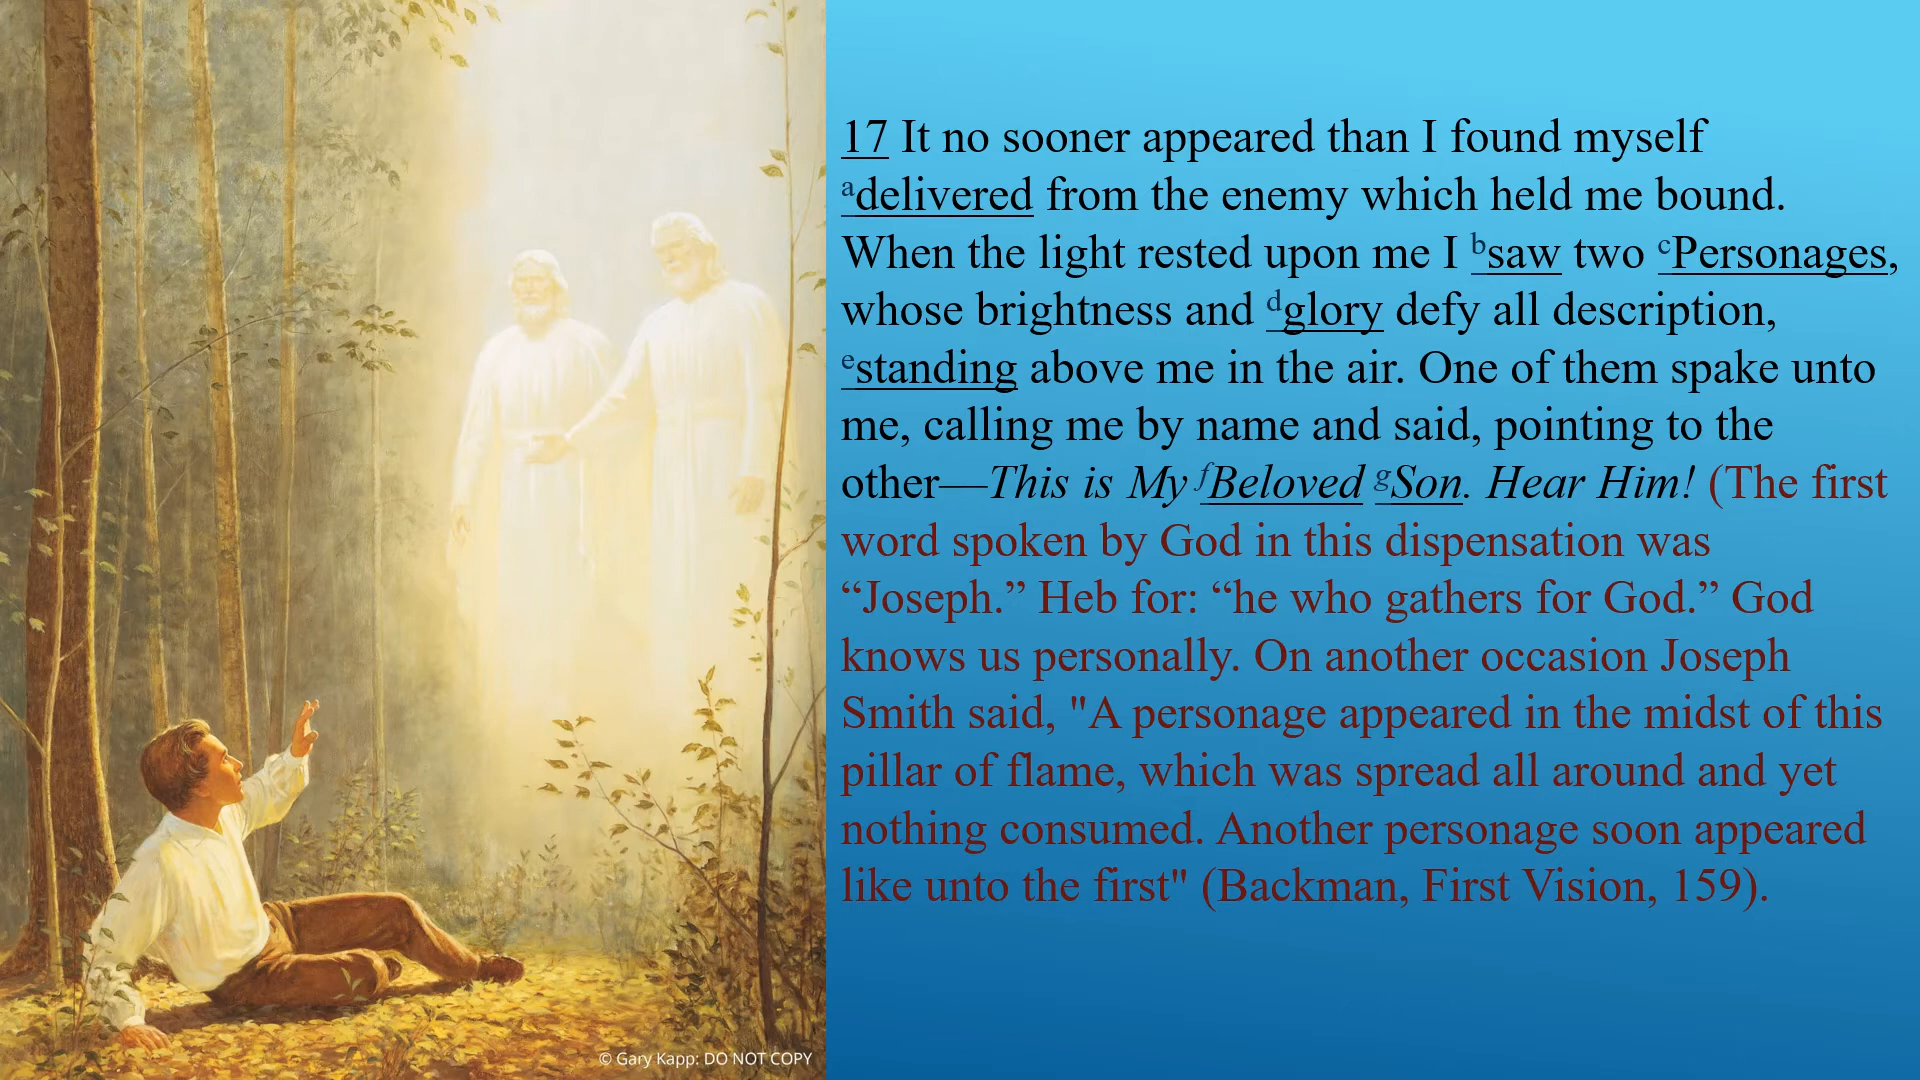 17 It no sooner appeared than I found myself
adelivered from the enemy which held me bound.
When the light rested upon me I bsaw two cPersonages,
whose brightness and dglory defy all description,
estanding above me in the air. One of them spake unto
me, calling me by name and said, pointing to the
other—This is My fBeloved gSon. Hear Him! (The first
word spoken by God in this dispensation was
“Joseph.” Heb for: “he who gathers for God.” God
knows us personally. On another occasion Joseph
Smith said, "A personage appeared in the midst of this
pillar of flame, which was spread all around and yet
nothing consumed. Another personage soon appeared
like unto the first" (Backman, First Vision, 159).
© Gary Kapp: DO NOT COPY